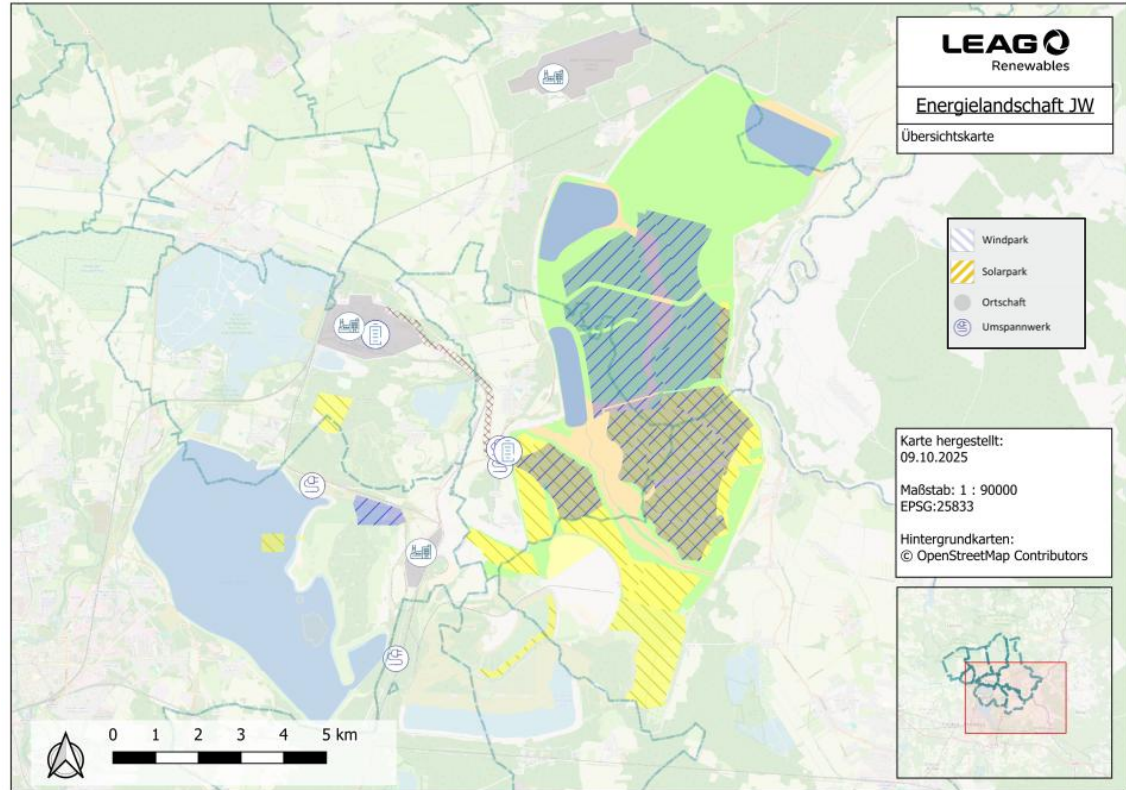 LEAG
Renewables
Energielandschaft JW
Übersichtskarte
Windpark
Solarpark
Ortschaft
Umspannwerk
Karte hergestellt:
09.10.2025
Maßstab: 1 : 90000
EPSG:25833
Hintergrundkarten:
© OpenStreetMap Contributors
0 1 2 3 4 5 km